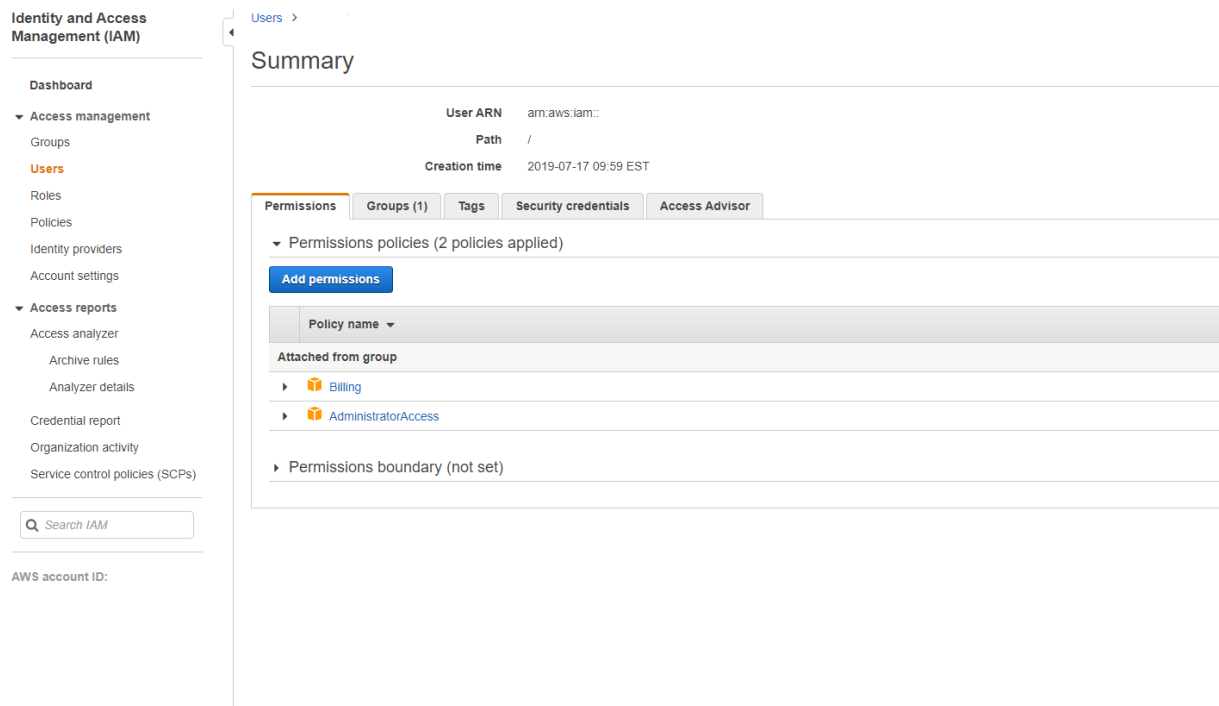 Identity and Access
Management (IAM)
Dashboard
Access management
Groups
Users
Roles
Policies
Identity providers
Account settings
Access reports
Access analyzer
Archive rules
Analyzer details
Credential report
Organization activity
Service control policies (SCPs)
Search IAM
AWS account ID:
Users >
Summary
User ARN arn:aws:iam::
Path /
Creation time 2019-07-17 09:59 EST
Permissions Groups (1) Tags Security credentials Access Advisor
Permissions policies (2 policies applied)
Add permissions
Policy name
Attached from group
Billing
AdministratorAccess
Permissions boundary (not set)